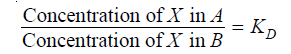 Concentration of X in A
Concentration of X in B
= K_D